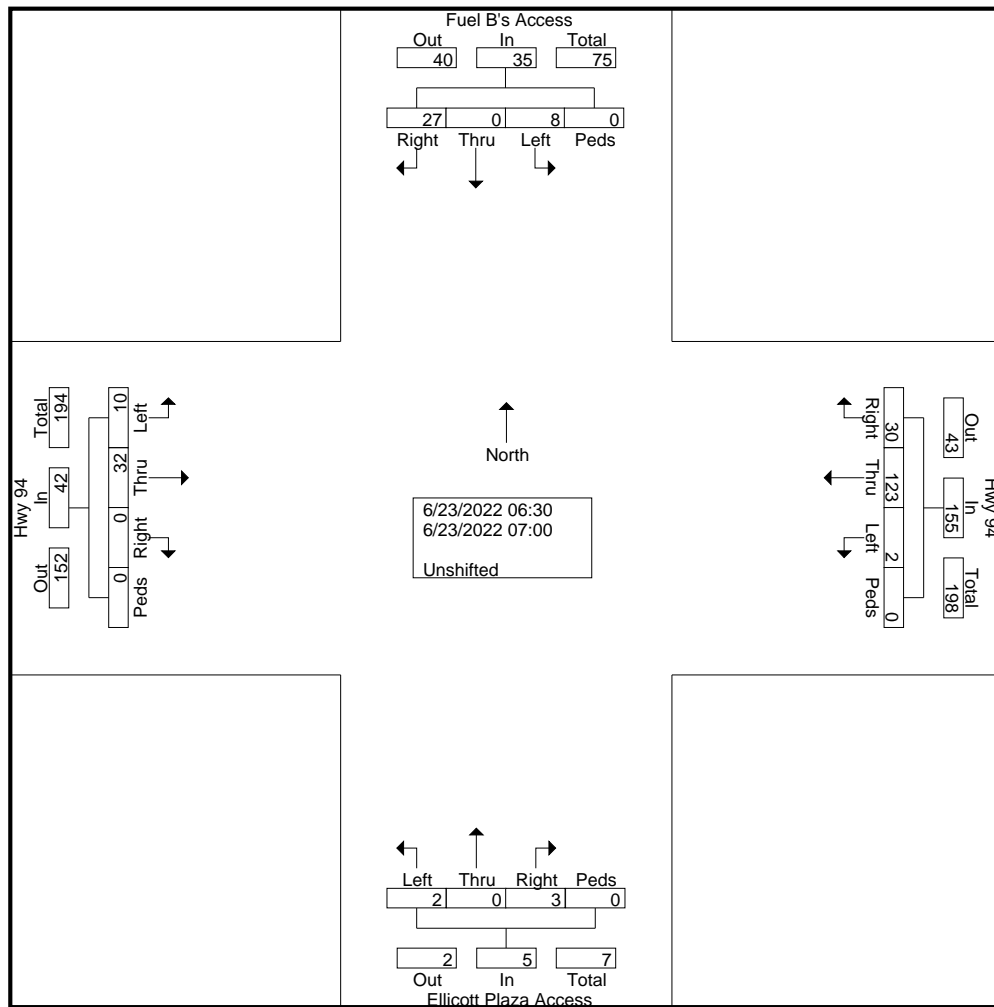 Fuel B's Access
Out In Total
40 35 75
27 0 8 0
Right Thru Left Peds
Hwy 94
Total In Out
194 42 152
10 32 0 0
Left Thru Right Peds
North
6/23/2022 06:30
6/23/2022 07:00
Unshifted
Right Thru Left Peds
30 123 2 0
Out In Total
43 155 198
Hwy 94
Left Thru Right Peds
2 0 3 0
2 5 7
Out In Total
Ellicott Plaza Access